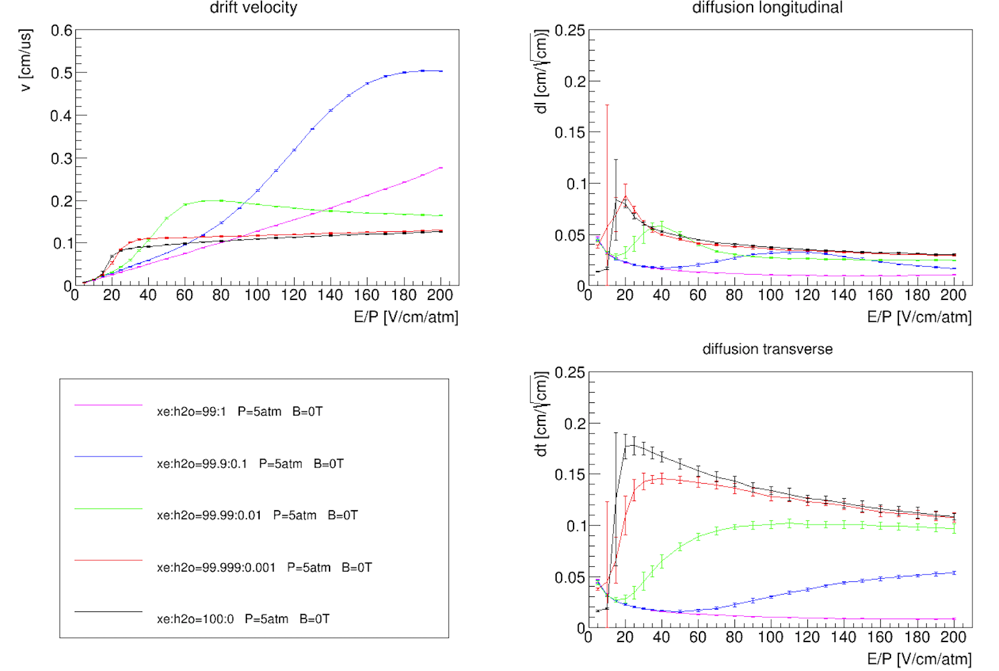 drift velocity
v [cm/us]
0.6
0.5
0.4
0.3
0.2
0.1
0
0 20 40 60 80 100 120 140 160 180 200
E/P [V/cm/atm]
diffusion longitudinal
dl [cm/√cm)]
0.25
0.2
0.15
0.1
0.05
0
0 20 40 60 80 100 120 140 160 180 200
E/P [V/cm/atm]
xe:h2o=99:1 P=5atm B=0T
xe:h2o=99.9:0.1 P=5atm B=0T
xe:h2o=99.99:0.01 P=5atm B=0T
xe:h2o=99.999:0.001 P=5atm B=0T
xe:h2o=100:0 P=5atm B=0T
diffusion transverse
dt [cm/√cm)]
0.25
0.2
0.15
0.1
0.05
0
0 20 40 60 80 100 120 140 160 180 200
E/P [V/cm/atm]